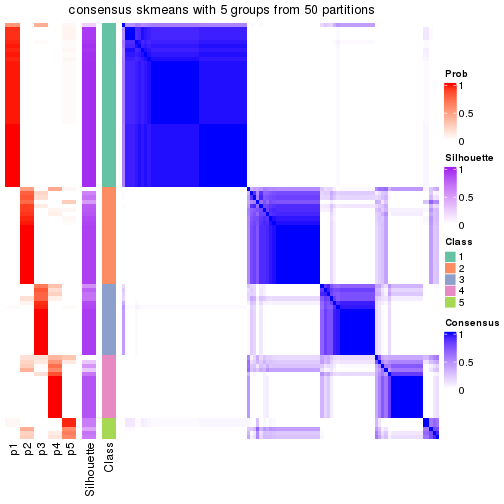 consensus skmeans with 5 groups from 50 partitions
Prob
1
0.5
0
Silhouette
1
0.5
0
Class
1
2
3
4
5
Consensus
1
0.5
0
p1
p2
p3
p4
p5
Silhouette
Class